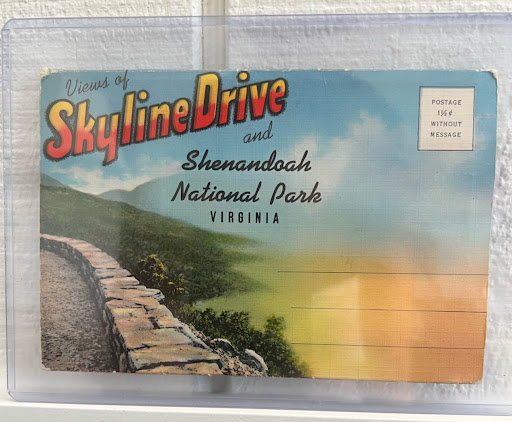 Views of
Skyline Drive
and
Shenandoah
National Park
VIRGINIA
POSTAGE
1½ ¢
WITHOUT
MESSAGE